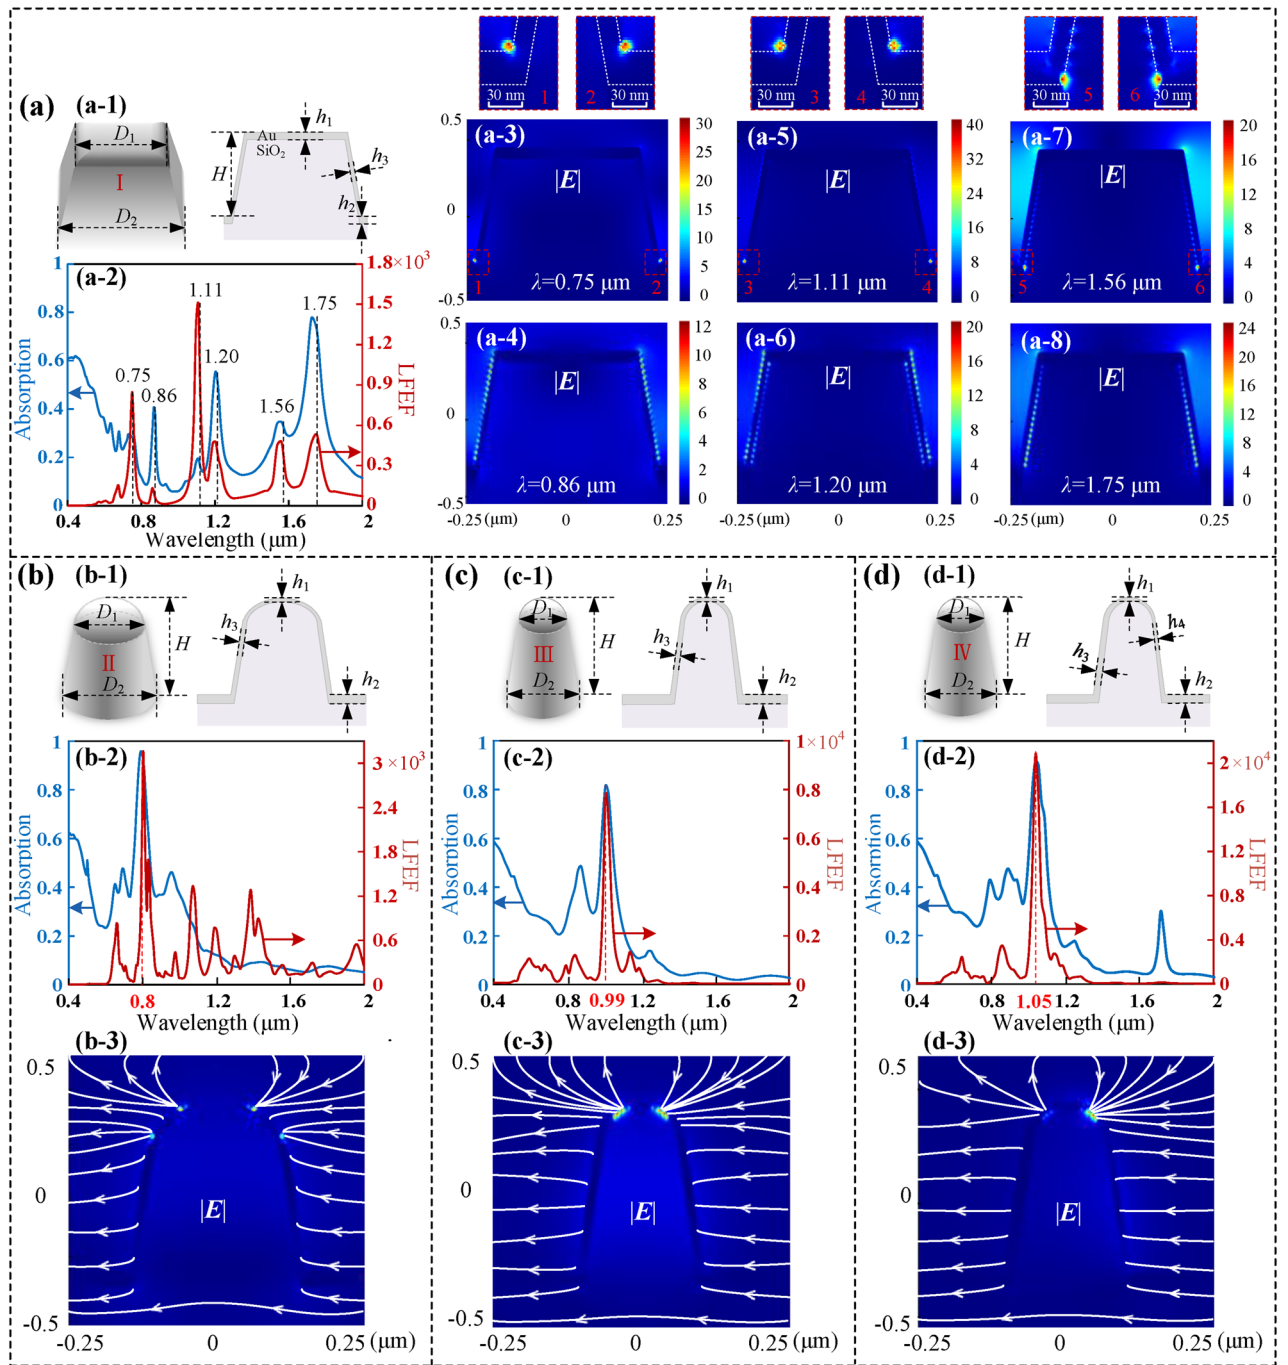 (a)
(a-1)
D₁
I
D₂
Au
SiO₂
H
h₁
h₃
h₂
30 nm 1
2 30 nm
30 nm 3
4 30 nm
30 nm 5
6 30 nm
0.5
0
-0.5
(a-3)
|E|
1 2
λ=0.75 μm
30
25
20
15
10
5
0
(a-5)
|E|
3 4
λ=1.11 μm
40
30
20
10
0
(a-7)
|E|
5 6
λ=1.56 μm
20
16
12
8
4
0
(a-2)
1
0.8
0.6
0.4
0.2
0
Absorption
0.75
0.86
1.11
1.20
1.56
1.75
1.8×10³
1.5
1.2
0.9
0.6
0.3
0
LFEF
0.4 0.8 1.2 1.6 2
Wavelength (μm)
0.5
0
-0.5
(a-4)
|E|
λ=0.86 μm
12
10
8
6
4
2
0
(a-6)
|E|
λ=1.20 μm
20
16
12
8
4
0
(a-8)
|E|
λ=1.75 μm
24
20
16
12
8
4
0
-0.25 (μm) 0 0.25
-0.25 (μm) 0 0.25
-0.25 (μm) 0 0.25
(b)
(b-1)
D₁
II
D₂
H
h₁
h₃
h₂
(b-2)
1
0.8
0.6
0.4
0.2
0
Absorption
3 ×10³
2.4
1.8
1.2
0.6
0
LFEF
0.4 0.8 1.2 1.6 2
Wavelength (μm)
(b-3)
0.5
0
-0.5
|E|
-0.25 0 0.25 (μm)
(c)
(c-1)
D₁
III
D₂
H
h₁
h₃
h₂
(c-2)
1
0.8
0.6
0.4
0.2
0
Absorption
1×10⁴
0.8
0.6
0.4
0.2
0
LFEF
0.4 0.8 0.99 1.2 1.6 2
Wavelength (μm)
(c-3)
0.5
0
-0.5
|E|
-0.25 0 0.25 (μm)
(d)
(d-1)
D₁
IV
D₂
H
h₁
h₃
h₄
h₂
(d-2)
1
0.8
0.6
0.4
0.2
0
Absorption
2×10⁴
1.6
1.2
0.8
0.4
0
LFEF
0.4 0.8 1.05 1.2 1.6 2
Wavelength (μm)
(d-3)
0.5
0
-0.5
|E|
-0.25 0 0.25 (μm)